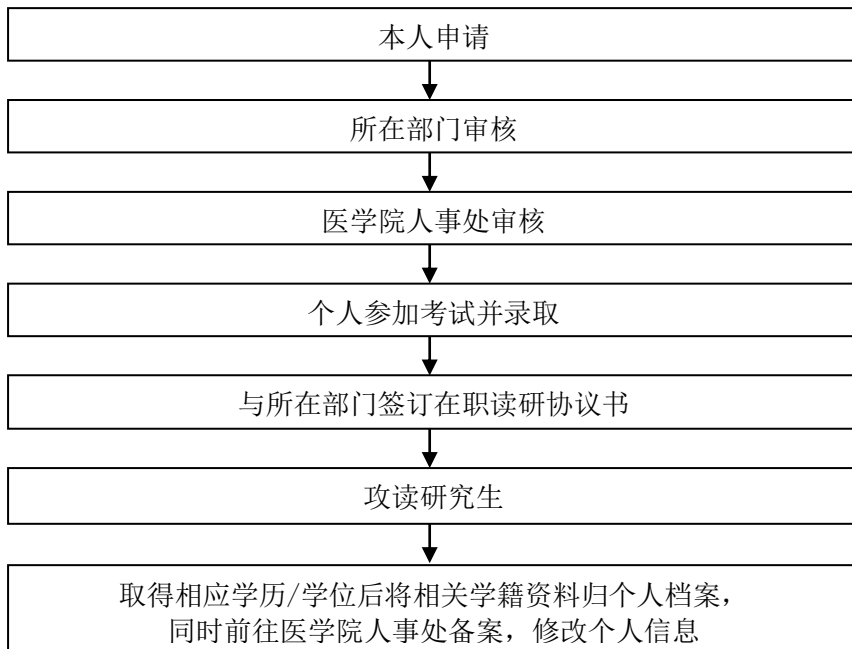 本人申请
所在部门审核
医学院人事处审核
个人参加考试并录取
与所在部门签订在职读研协议书
攻读研究生
取得相应学历/学位后将相关学籍资料归个人档案，
同时前往医学院人事处备案，修改个人信息